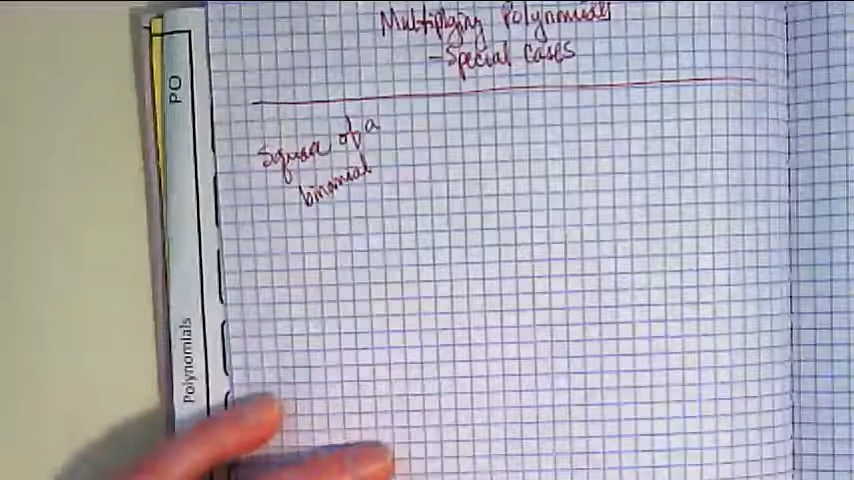 Multiplying Polynomials
- Special Cases
Square of a
binomial
PO
Polynomials